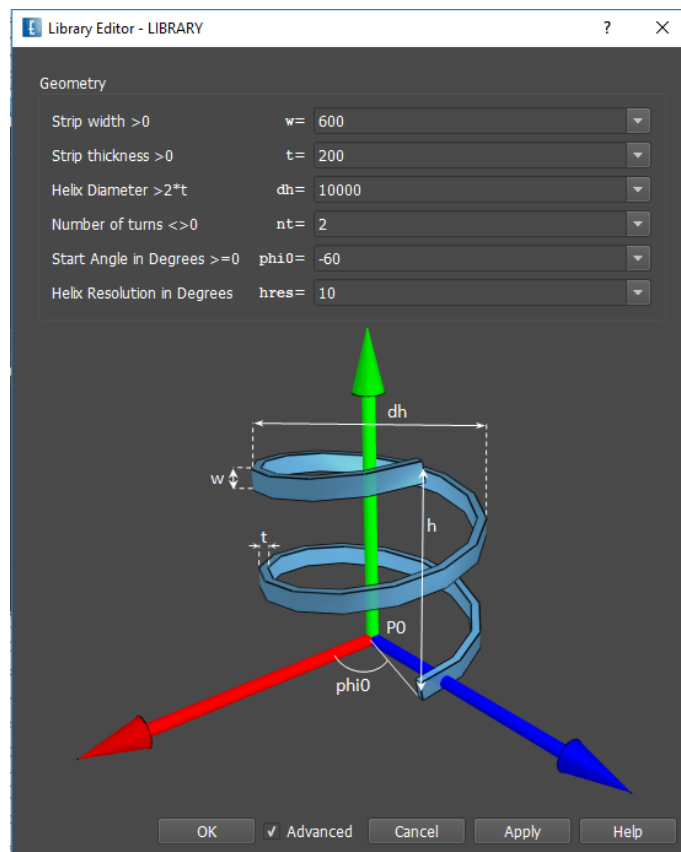 Library Editor - LIBRARY ? X
Geometry
Strip width >0 w= 600
Strip thickness >0 t= 200
Helix Diameter >2*t dh= 10000
Number of turns <>0 nt= 2
Start Angle in Degrees >=0 phi0= -60
Helix Resolution in Degrees hres= 10
dh
w
h
t
P0
phi0
OK ✓ Advanced Cancel Apply Help